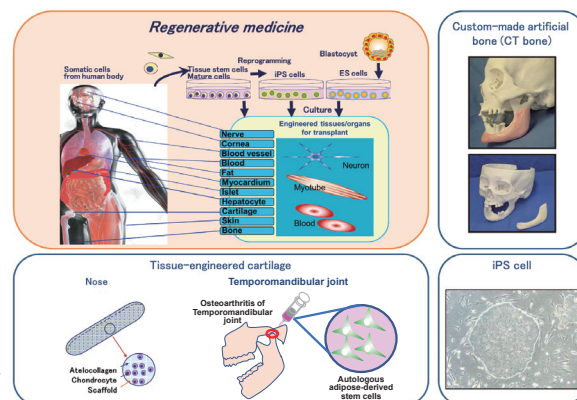 Regenerative medicine
Blastocyst
Reprogramming
Somatic cells
from human body
Tissue stem cells
Mature cells
iPS cells
ES cells
Culture
Engineered tissues/organs
for transplant
Nerve
Cornea
Blood vessel
Blood
Fat
Myocardium
Islet
Hepatocyte
Cartilage
Skin
Bone
Neuron
Myotube
Blood
Custom-made artificial
bone (CT bone)
Tissue-engineered cartilage
Nose
Atelocollagen
Chondrocyte
Scaffold
Temporomandibular joint
Osteoarthritis of
Temporomandibular
joint
Autologous
adipose-derived
stem cells
iPS cell